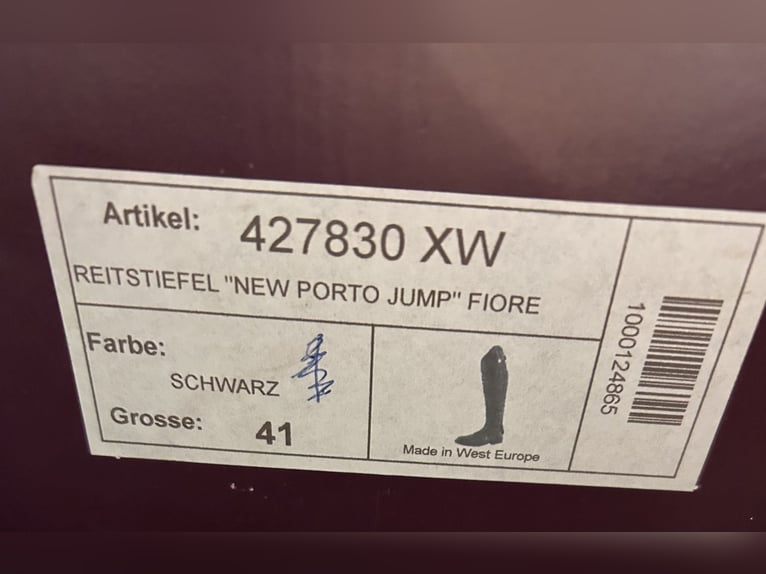 Artikel: 427830 XW
REITSTIEFEL "NEW PORTO JUMP" FIORE
Farbe:
SCHWARZ
Grosse: 41
Made in West Europe
1000124865